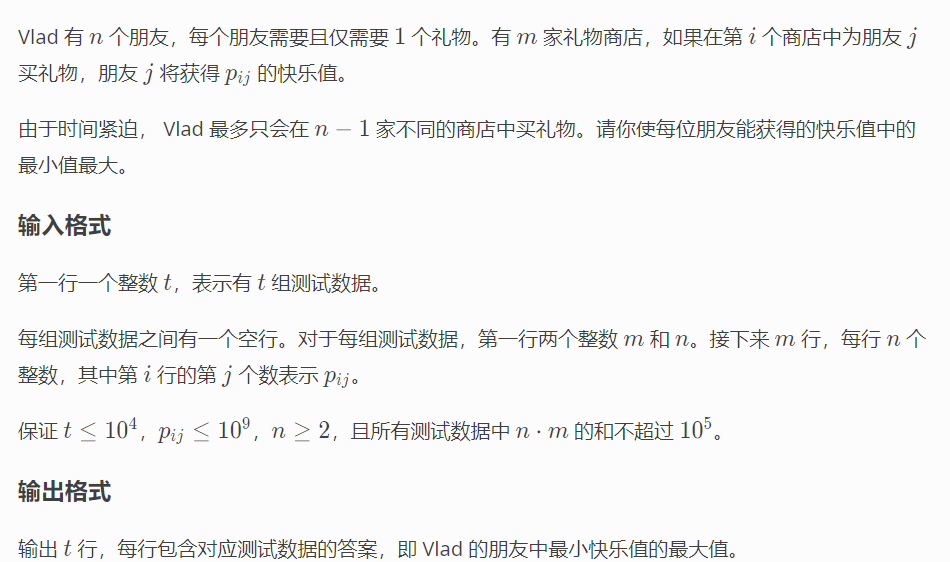 Vlad 有 n 个朋友，每个朋友需要且仅需要 1 个礼物。有 m 家礼物商店，如果在第 i 个商店中为朋友 j
买礼物，朋友 j 将获得 p_{ij} 的快乐值。
由于时间紧迫， Vlad 最多只会在 n − 1 家不同的商店中买礼物。请你使每位朋友能获得的快乐值中的
最小值最大。
输入格式
第一行一个整数 t，表示有 t 组测试数据。
每组测试数据之间有一个空行。对于每组测试数据，第一行两个整数 m 和 n。接下来 m 行，每行 n 个
整数，其中第 i 行的第 j 个数表示 p_{ij}。
保证 t ≤ 10^4，p_{ij} ≤ 10^9，n ≥ 2，且所有测试数据中 n · m 的和不超过 10^5。
输出格式
输出 t 行，每行包含对应测试数据的答案，即 Vlad 的朋友中最小快乐值的最大值。